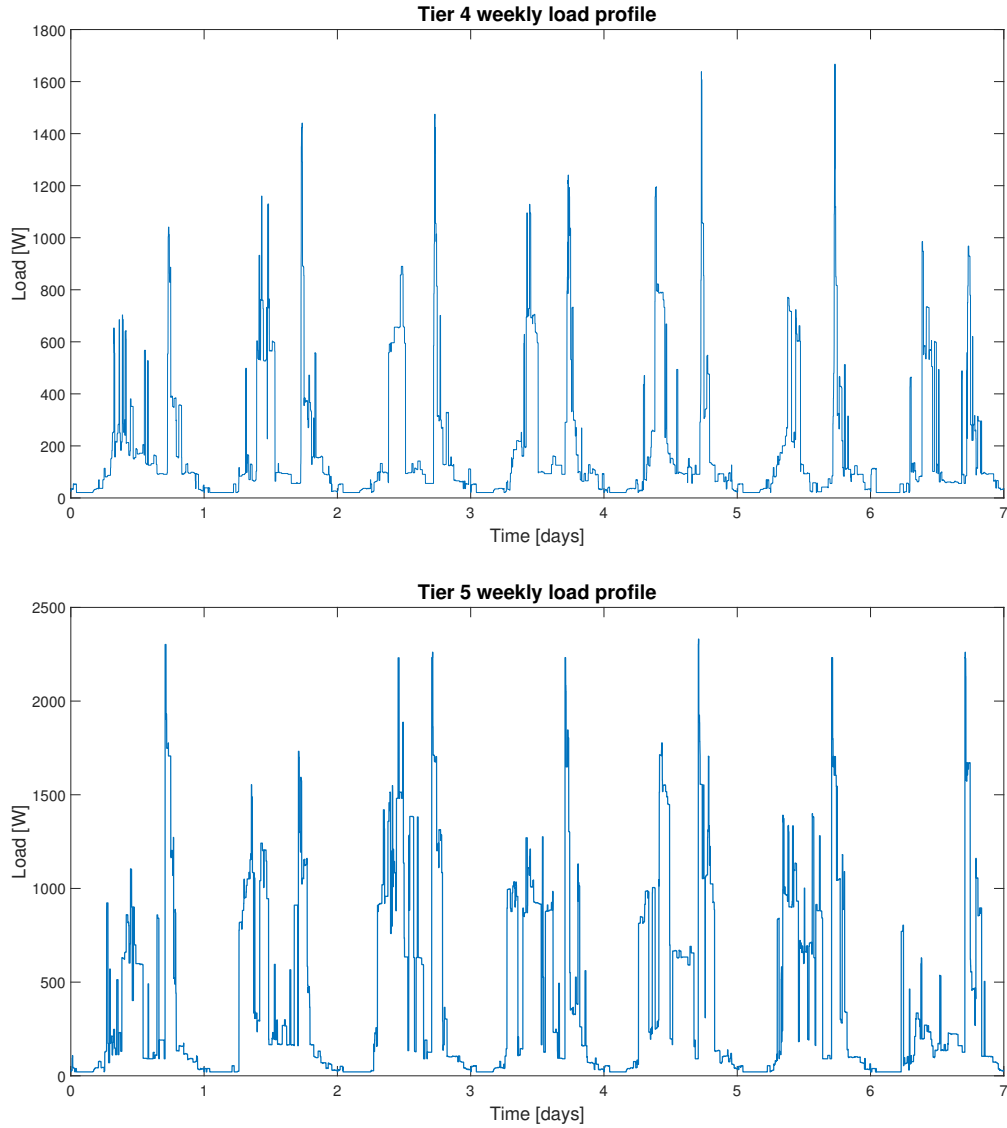 Tier 4 weekly load profile
1800
1600
1400
1200
1000
800
600
400
200
0
Load [W]
0 1 2 3 4 5 6 7
Time [days]
Tier 5 weekly load profile
2500
2000
1500
1000
500
0
Load [W]
0 1 2 3 4 5 6 7
Time [days]